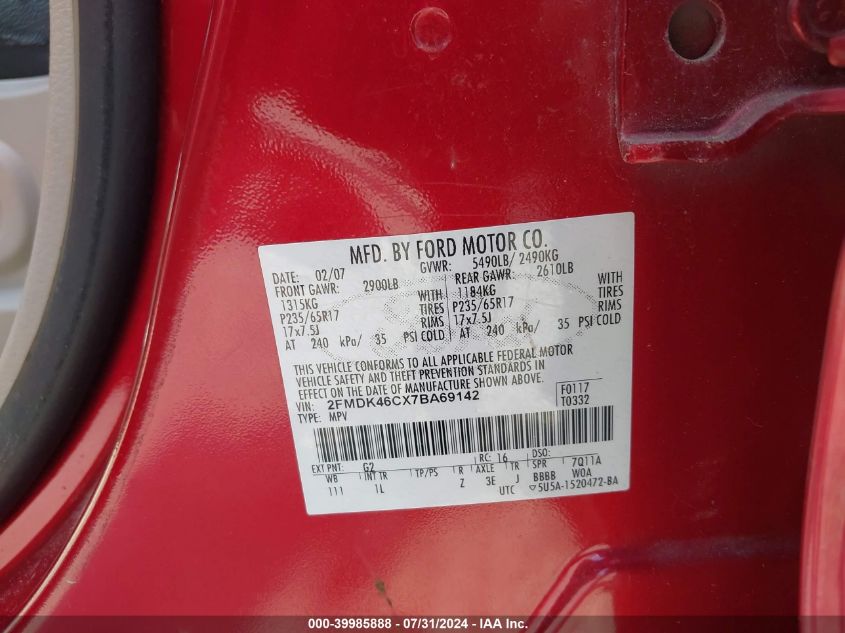 MFD. BY FORD MOTOR CO.
DATE: 02/07 GVWR: 5490LB/ 2490KG
FRONT GAWR: 2900LB REAR GAWR: 2610LB
1315KG WITH 1184KG WITH
P235/65R17 TIRES P235/65R17 TIRES
17x7.5J RIMS 17x7.5J RIMS
AT 240 kPa/ 35 PSI COLD AT 240 kPa/ 35 PSI COLD
THIS VEHICLE CONFORMS TO ALL APPLICABLE FEDERAL MOTOR
VEHICLE SAFETY AND THEFT PREVENTION STANDARDS IN
EFFECT ON THE DATE OF MANUFACTURE SHOWN ABOVE.
VIN: 2FMDK46CX7BA69142 F0117
TYPE: MPV T0332
EXT PNT: G2 RC: 16 DSO:
WB INT TR TP/PS R AXLE TR SPR 7Q11A
111 1L Z 3E J BBBB W0A
UTC 5U5A-1520472-BA
000-39985888 - 07/31/2024 - IAA Inc.